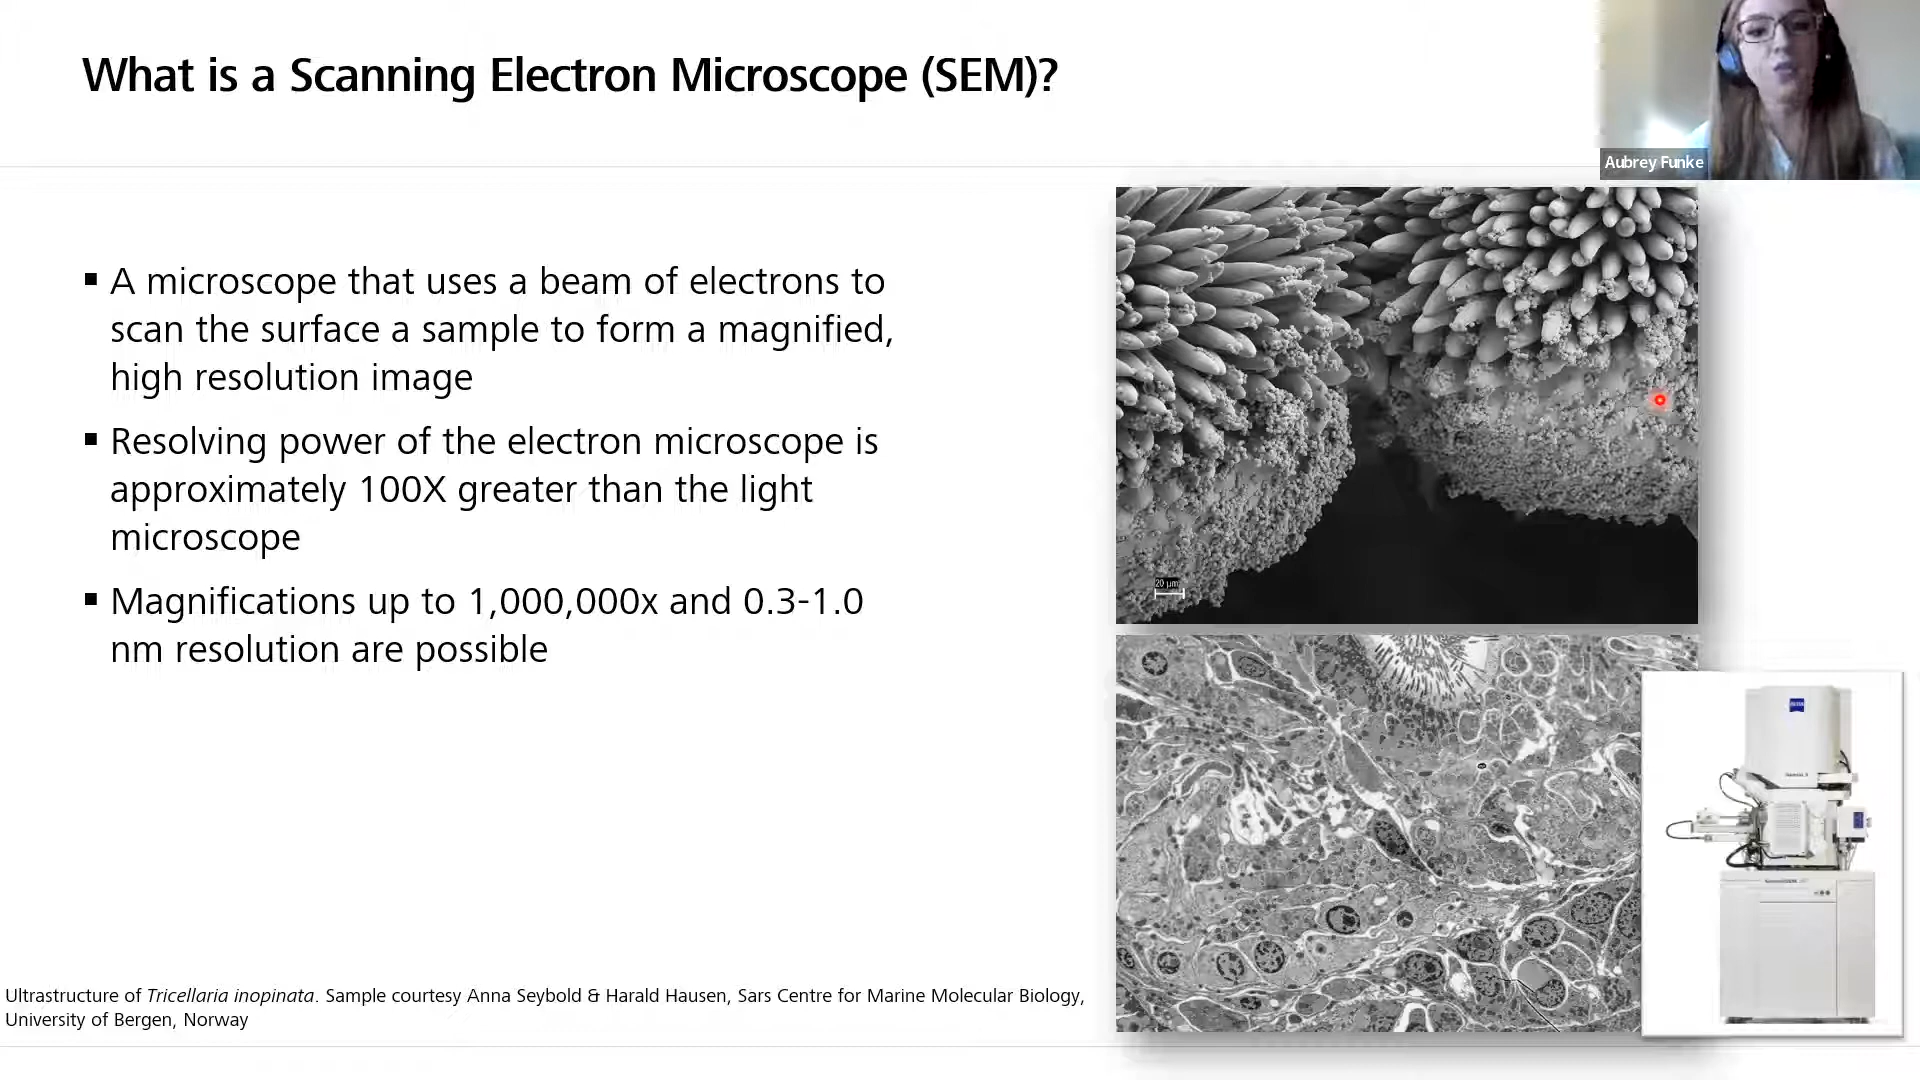 What is a Scanning Electron Microscope (SEM)?
Aubrey Funke
▪ A microscope that uses a beam of electrons to
scan the surface a sample to form a magnified,
high resolution image
▪ Resolving power of the electron microscope is
approximately 100X greater than the light
microscope
▪ Magnifications up to 1,000,000x and 0.3-1.0
nm resolution are possible
20 µm
ZEISS
Ultrastructure of Tricellaria inopinata. Sample courtesy Anna Seybold & Harald Hausen, Sars Centre for Marine Molecular Biology,
University of Bergen, Norway